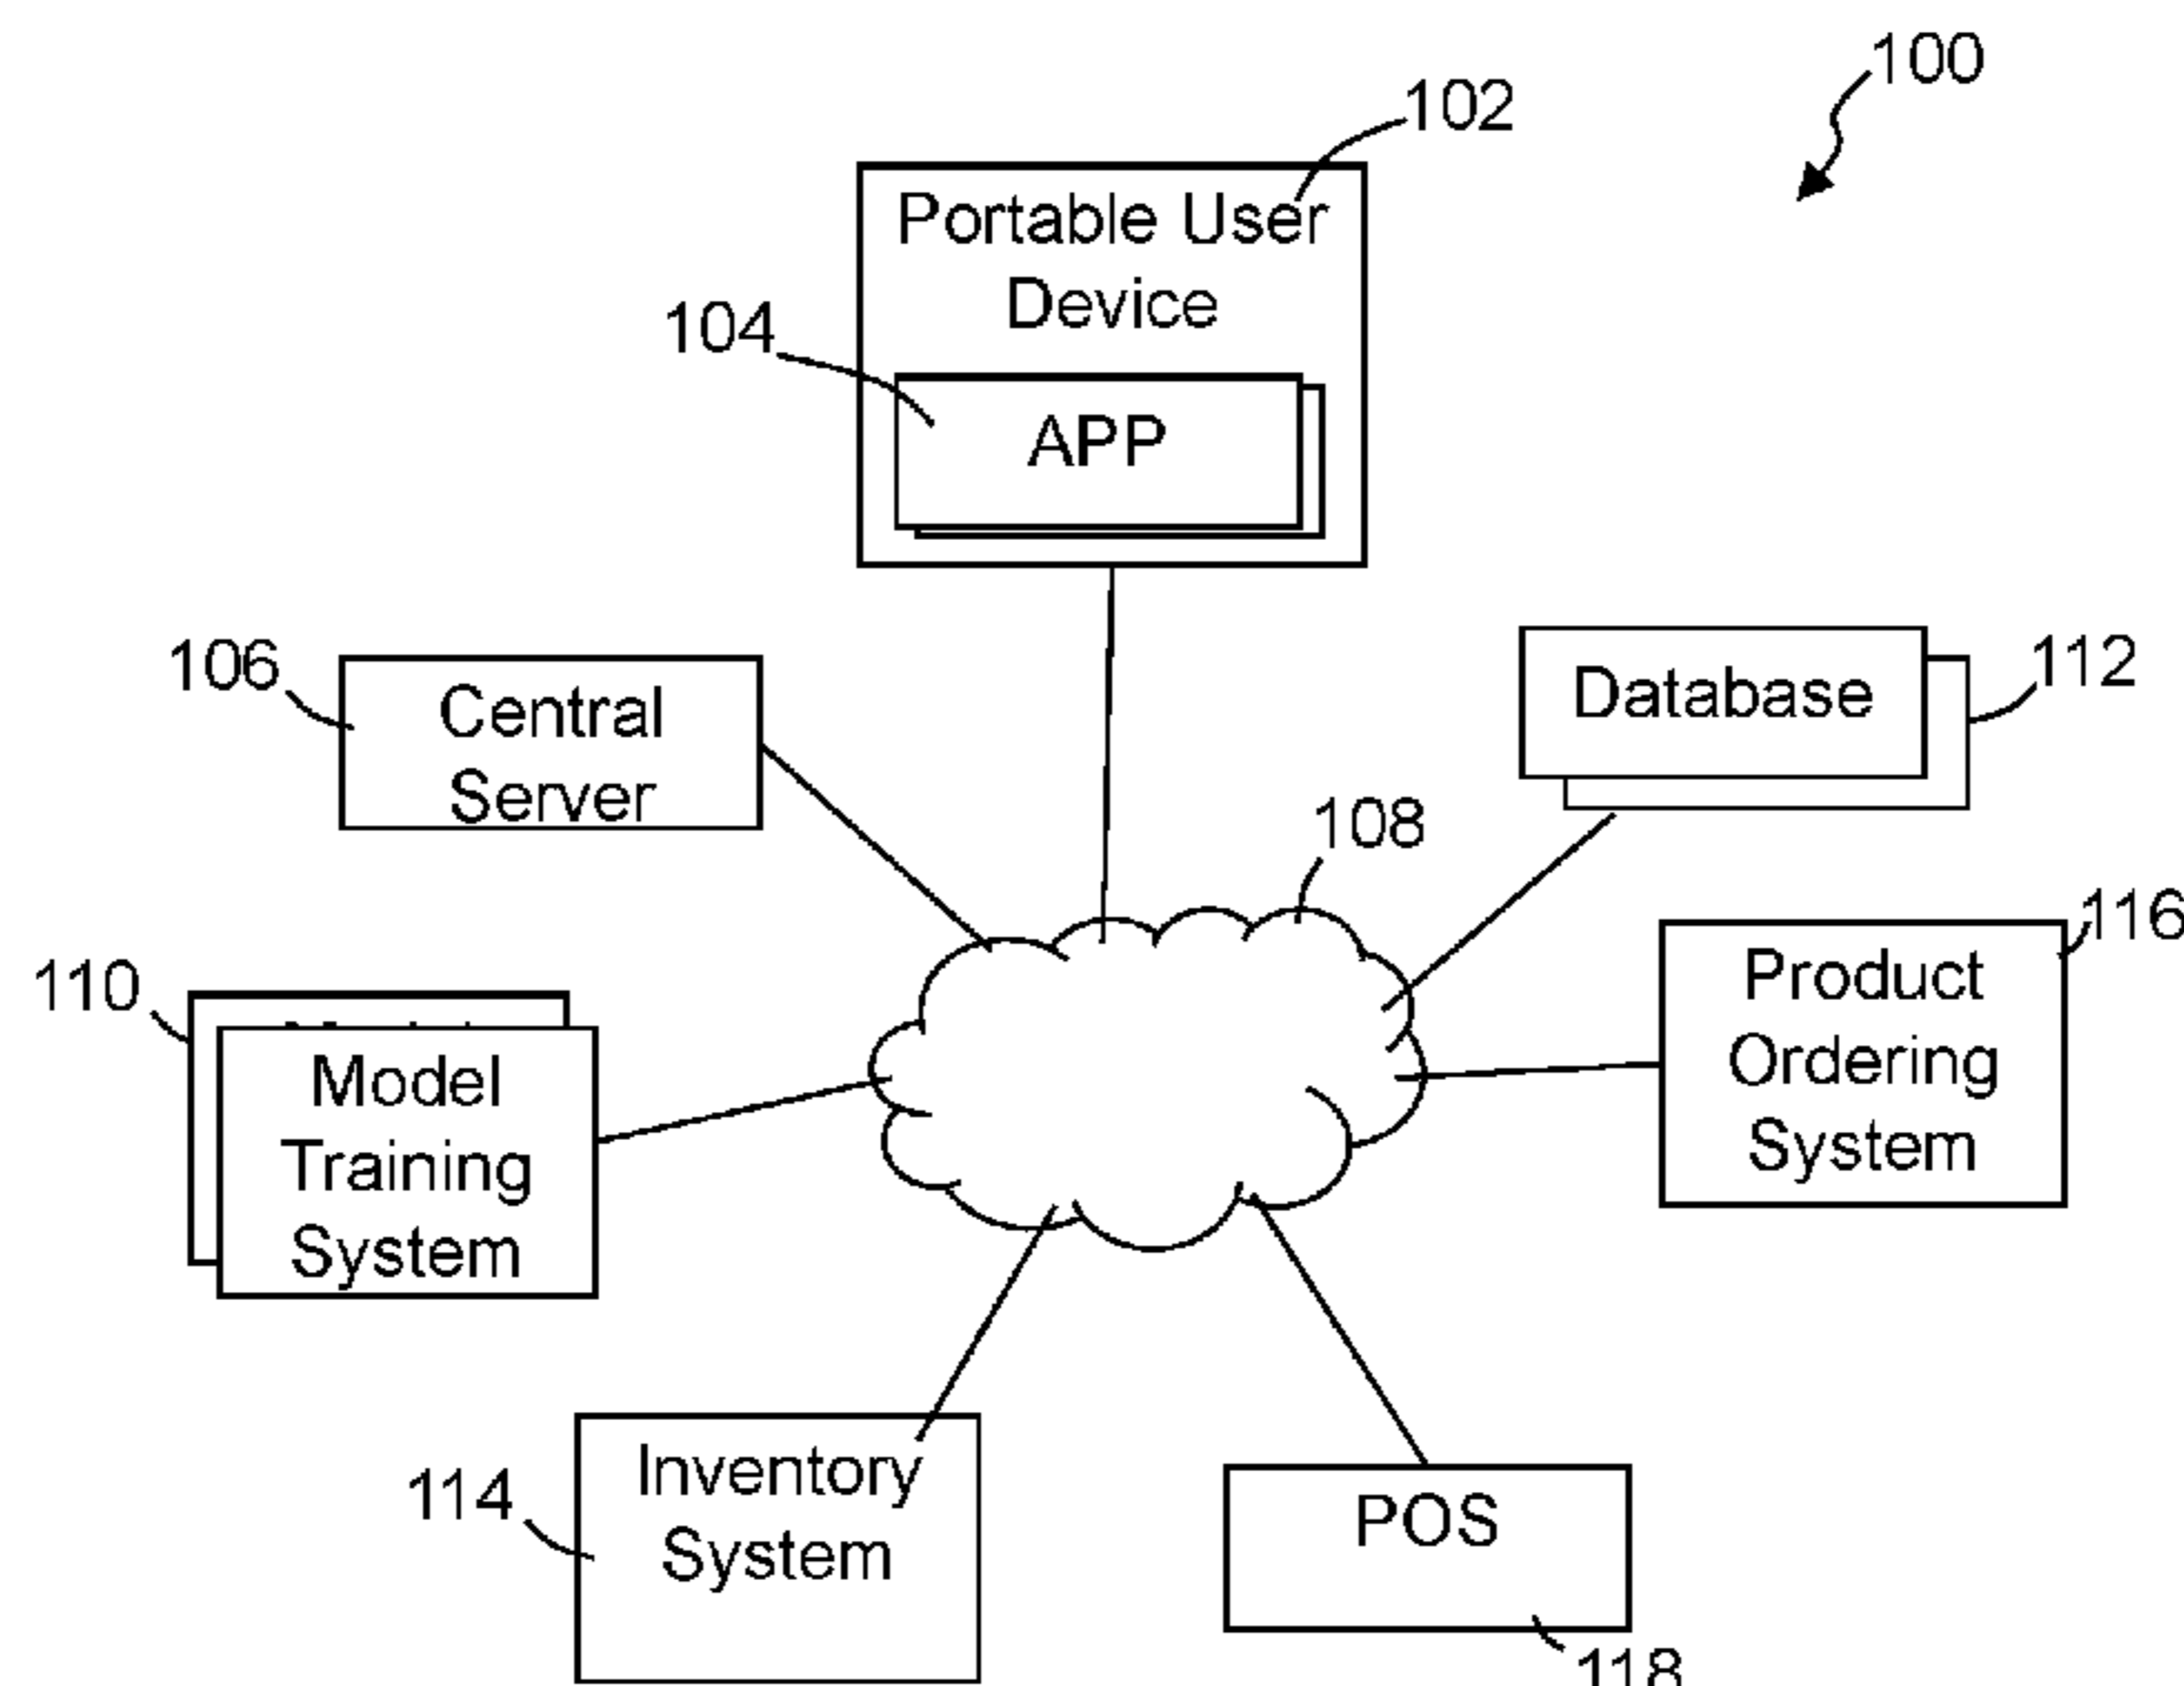 100
102
Portable User
Device
104
APP
106
Central
Server
Database
112
108
116
Product
Ordering
System
110
Model
Training
System
114
Inventory
System
POS
118